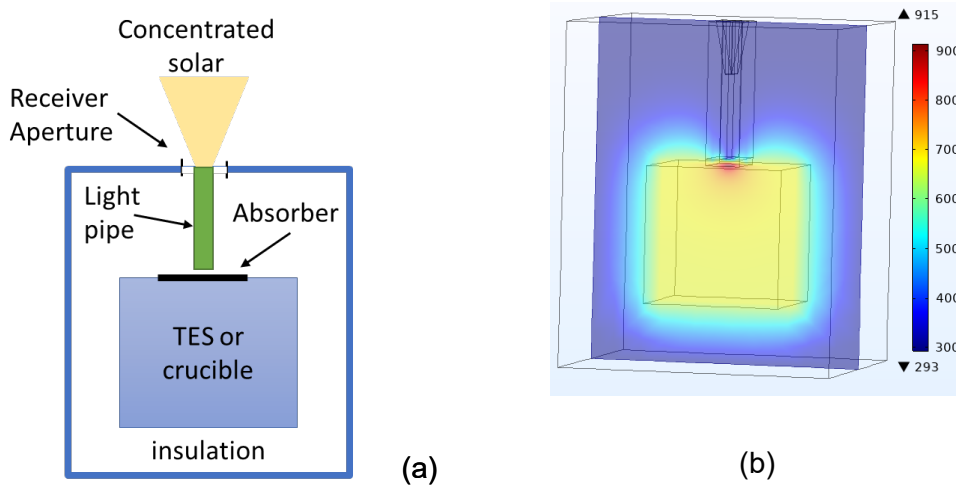 Concentrated
solar
Receiver
Aperture
Light
pipe
Absorber
TES or
crucible
insulation
(a)
▲ 915
900
800
700
600
500
400
300
▼ 293
(b)